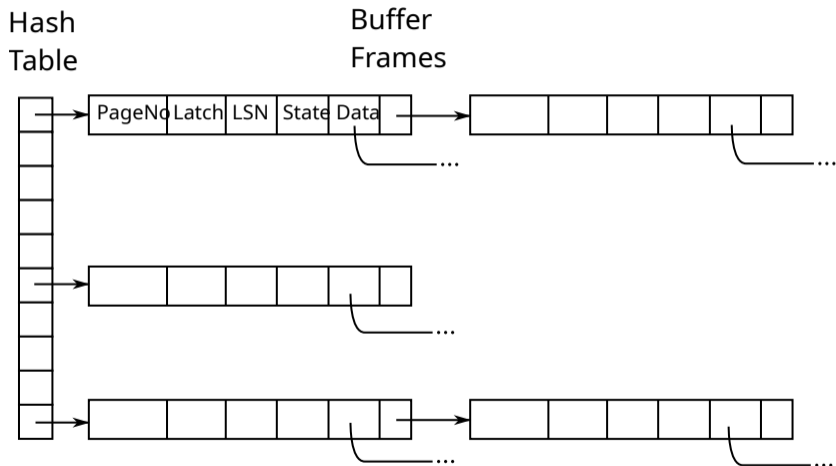 Hash
Table
Buffer
Frames
PageNo Latch LSN State Data
...
...
...
...
...